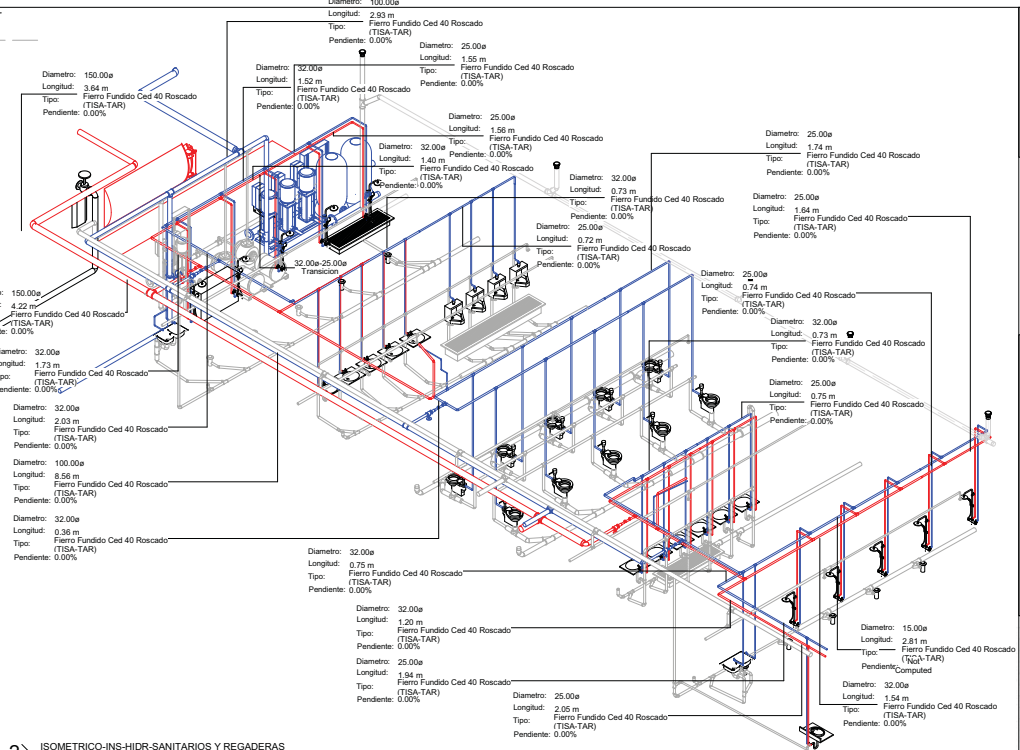 Diametro: 100.00ø
Longitud: 2.93 m
Tipo: Fierro Fundido Ced 40 Roscado
(TISA-TAR)
Pendiente: 0.00%
Diametro: 25.00ø
Longitud: 1.55 m
Tipo: Fierro Fundido Ced 40 Roscado
(TISA-TAR)
Pendiente: 0.00%
Diametro: 32.00ø
Longitud: 1.52 m
Tipo: Fierro Fundido Ced 40 Roscado
(TISA-TAR)
Pendiente: 0.00%
Diametro: 150.00ø
Longitud: 3.64 m
Tipo: Fierro Fundido Ced 40 Roscado
(TISA-TAR)
Pendiente: 0.00%
Diametro: 25.00ø
Longitud: 1.56 m
Tipo: Fierro Fundido Ced 40 Roscado
(TISA-TAR)
Pendiente: 0.00%
Diametro: 32.00ø
Longitud: 1.40 m
Tipo: Fierro Fundido Ced 40 Roscado
(TISA-TAR)
Pendiente: 0.00%
Diametro: 25.00ø
Longitud: 1.74 m
Tipo: Fierro Fundido Ced 40 Roscado
(TISA-TAR)
Pendiente: 0.00%
Diametro: 32.00ø
Longitud: 0.73 m
Tipo: Fierro Fundido Ced 40 Roscado
(TISA-TAR)
Pendiente: 0.00%
Diametro: 25.00ø
Longitud: 1.64 m
Tipo: Fierro Fundido Ced 40 Roscado
(TISA-TAR)
Pendiente: 0.00%
Diametro: 25.00ø
Longitud: 0.72 m
Tipo: Fierro Fundido Ced 40 Roscado
(TISA-TAR)
Pendiente: 0.00%
32.00ø-25.00ø
Transicion
Diametro: 25.00ø
Longitud: 0.74 m
Tipo: Fierro Fundido Ced 40 Roscado
(TISA-TAR)
Pendiente: 0.00%
o: 150.00ø
4.22 m
Fierro Fundido Ced 40 Roscado
(TISA-TAR)
te: 0.00%
Diametro: 32.00ø
Longitud: 0.73 m
Tipo: Fierro Fundido Ced 40 Roscado
(TISA-TAR)
Pendiente: 0.00%
iametro: 32.00ø
ongitud: 1.73 m
ipo: Fierro Fundido Ced 40 Roscado
(TISA-TAR)
endiente: 0.00%
Diametro: 25.00ø
Longitud: 0.75 m
Tipo: Fierro Fundido Ced 40 Roscado
(TISA-TAR)
Pendiente: 0.00%
Diametro: 32.00ø
Longitud: 2.03 m
Tipo: Fierro Fundido Ced 40 Roscado
(TISA-TAR)
Pendiente: 0.00%
Diametro: 100.00ø
Longitud: 8.56 m
Tipo: Fierro Fundido Ced 40 Roscado
(TISA-TAR)
Pendiente: 0.00%
Diametro: 32.00ø
Longitud: 0.36 m
Tipo: Fierro Fundido Ced 40 Roscado
(TISA-TAR)
Pendiente: 0.00%
Diametro: 32.00ø
Longitud: 0.75 m
Tipo: Fierro Fundido Ced 40 Roscado
(TISA-TAR)
Pendiente: 0.00%
Diametro: 32.00ø
Longitud: 1.20 m
Tipo: Fierro Fundido Ced 40 Roscado
(TISA-TAR)
Pendiente: 0.00%
Diametro: 15.00ø
Longitud: 2.81 m
Tipo: Fierro Fundido Ced 40 Roscado
(TISA-TAR)
Pendiente: Not
Computed
Diametro: 25.00ø
Longitud: 1.94 m
Tipo: Fierro Fundido Ced 40 Roscado
(TISA-TAR)
Pendiente: 0.00%
Diametro: 32.00ø
Longitud: 1.54 m
Tipo: Fierro Fundido Ced 40 Roscado
(TISA-TAR)
Pendiente: 0.00%
Diametro: 25.00ø
Longitud: 2.05 m
Tipo: Fierro Fundido Ced 40 Roscado
(TISA-TAR)
Pendiente: 0.00%
ISOMETRICO-INS-HIDR-SANITARIOS Y REGADERAS